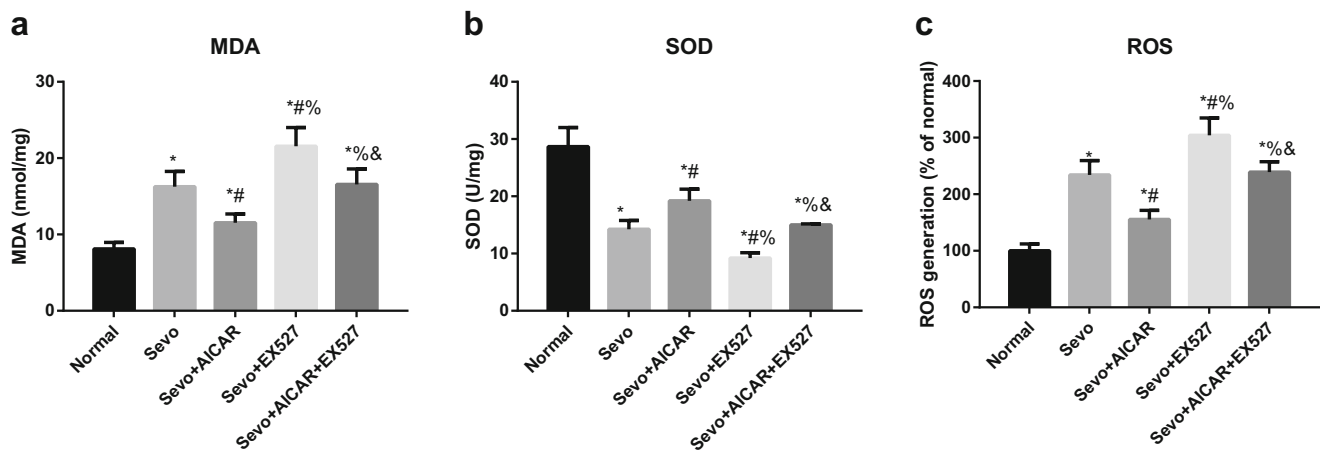 a
MDA
MDA (nmol/mg)
30
20
10
0
*
*#
*#%
*%&
Normal
Sevo
Sevo+AICAR
Sevo+EX527
Sevo+AICAR+EX527
b
SOD
SOD (U/mg)
40
30
20
10
0
*
*#
*#%
*%&
Normal
Sevo
Sevo+AICAR
Sevo+EX527
Sevo+AICAR+EX527
c
ROS
ROS generation (% of normal)
400
300
200
100
0
*
*#
*#%
*%&
Normal
Sevo
Sevo+AICAR
Sevo+EX527
Sevo+AICAR+EX527